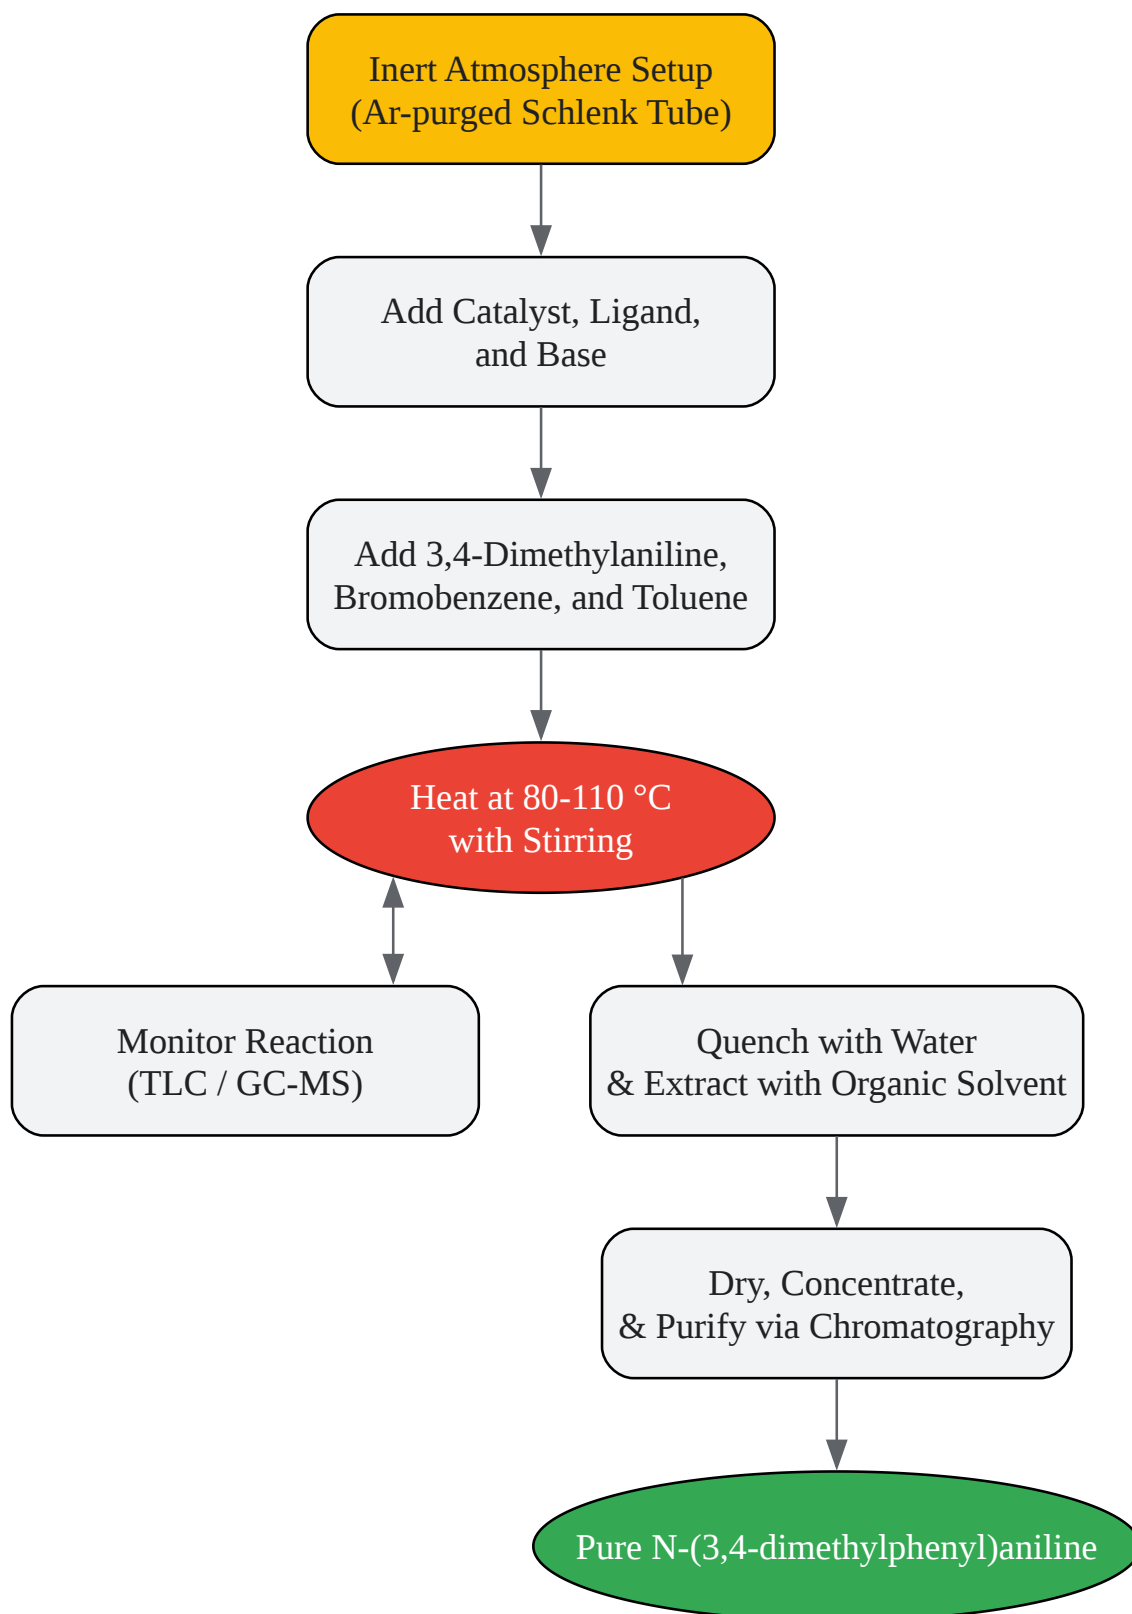 Inert Atmosphere Setup
(Ar-purged Schlenk Tube)
Add Catalyst, Ligand,
and Base
Add 3,4-Dimethylaniline,
Bromobenzene, and Toluene
Heat at 80-110 °C
with Stirring
Monitor Reaction
(TLC / GC-MS)
Quench with Water
& Extract with Organic Solvent
Dry, Concentrate,
& Purify via Chromatography
Pure N-(3,4-dimethylphenyl)aniline